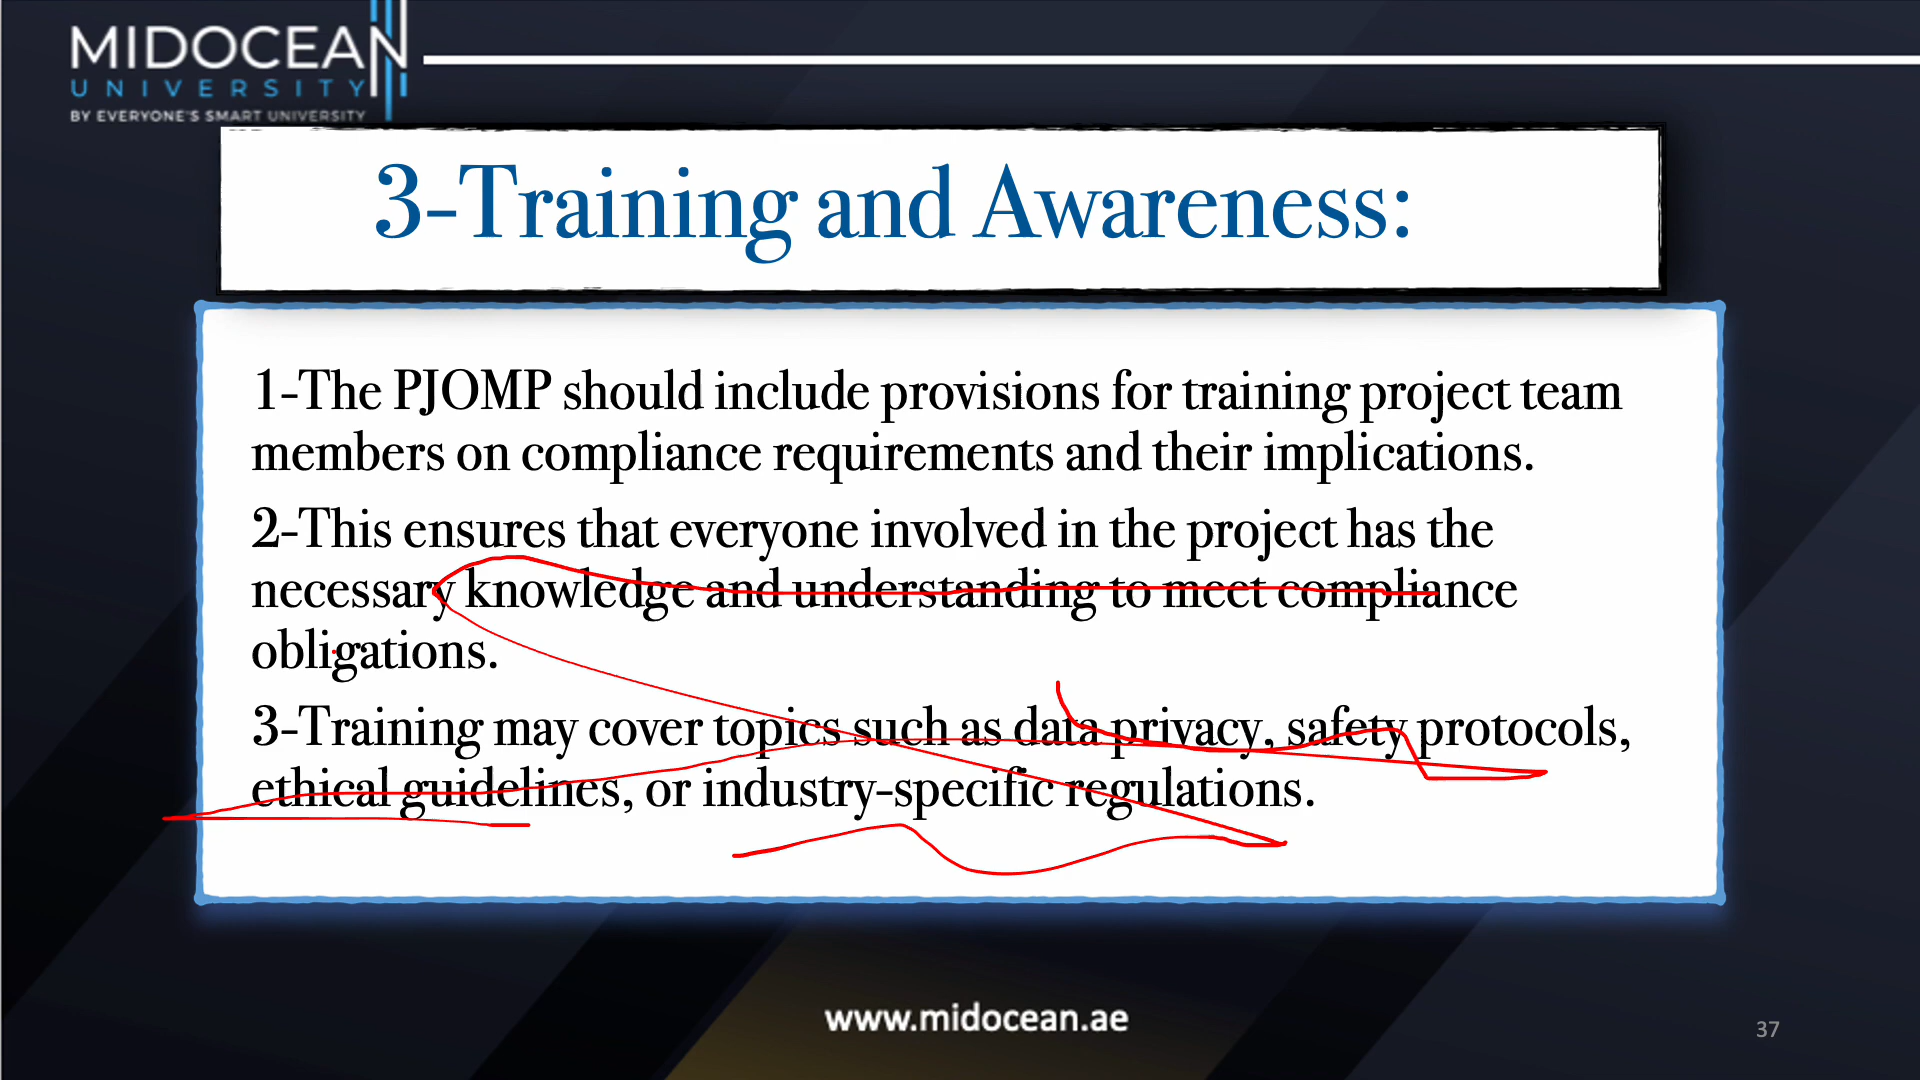 MIDOCEAN
UNIVERSITY
BY EVERYONE'S SMART UNIVERSITY
3-Training and Awareness:
1-The PJOMP should include provisions for training project team
members on compliance requirements and their implications.
2-This ensures that everyone involved in the project has the
necessary knowledge and understanding to meet compliance
obligations.
3-Training may cover topics such as data privacy, safety protocols,
ethical guidelines, or industry-specific regulations.
www.midocean.ae
37